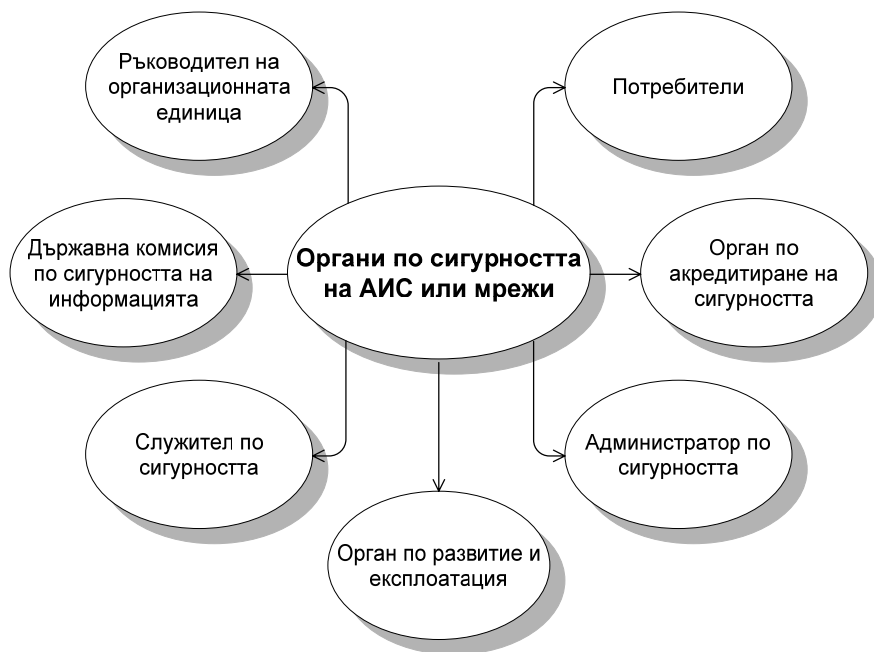 Ръководител на
организационната
единица
Потребители
Държавна комисия
по сигурността на
информацията
Органи по сигурността
на АИС или мрежи
Орган по
акредитиране на
сигурността
Служител по
сигурността
Администратор по
сигурността
Орган по развитие и
експлоатация